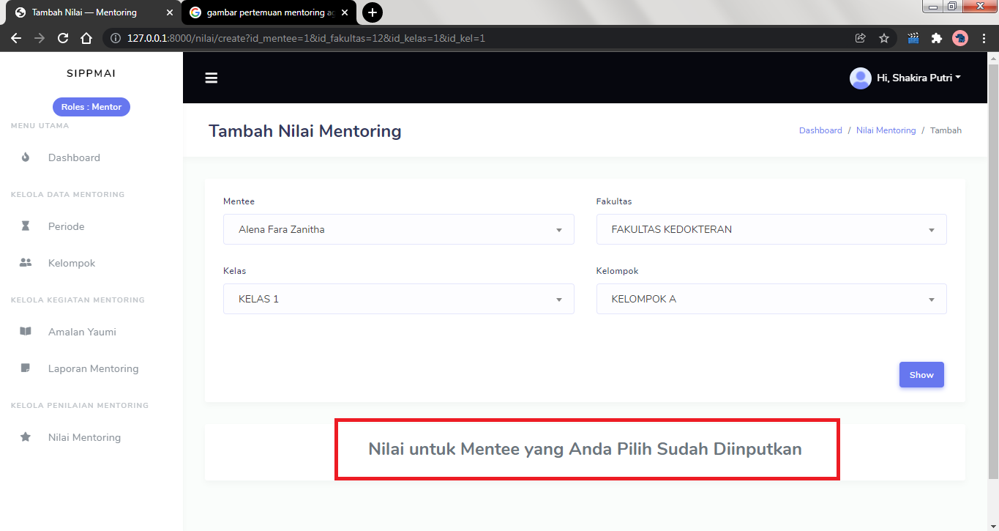 Tambah Nilai — Mentoring
gambar pertemuan mentoring ag
127.0.0.1:8000/nilai/create?id_mentee=1&id_fakultas=12&id_kelas=1&id_kel=1
SIPPMAI
Hi, Shakira Putri
Roles : Mentor
MENU UTAMA
Dashboard
KELOLA DATA MENTORING
Periode
Kelompok
KELOLA KEGIATAN MENTORING
Amalan Yaumi
Laporan Mentoring
KELOLA PENILAIAN MENTORING
Nilai Mentoring
Tambah Nilai Mentoring
Dashboard / Nilai Mentoring / Tambah
Mentee
Alena Fara Zanitha
Fakultas
FAKULTAS KEDOKTERAN
Kelas
KELAS 1
Kelompok
KELOMPOK A
Show
Nilai untuk Mentee yang Anda Pilih Sudah Diinputkan